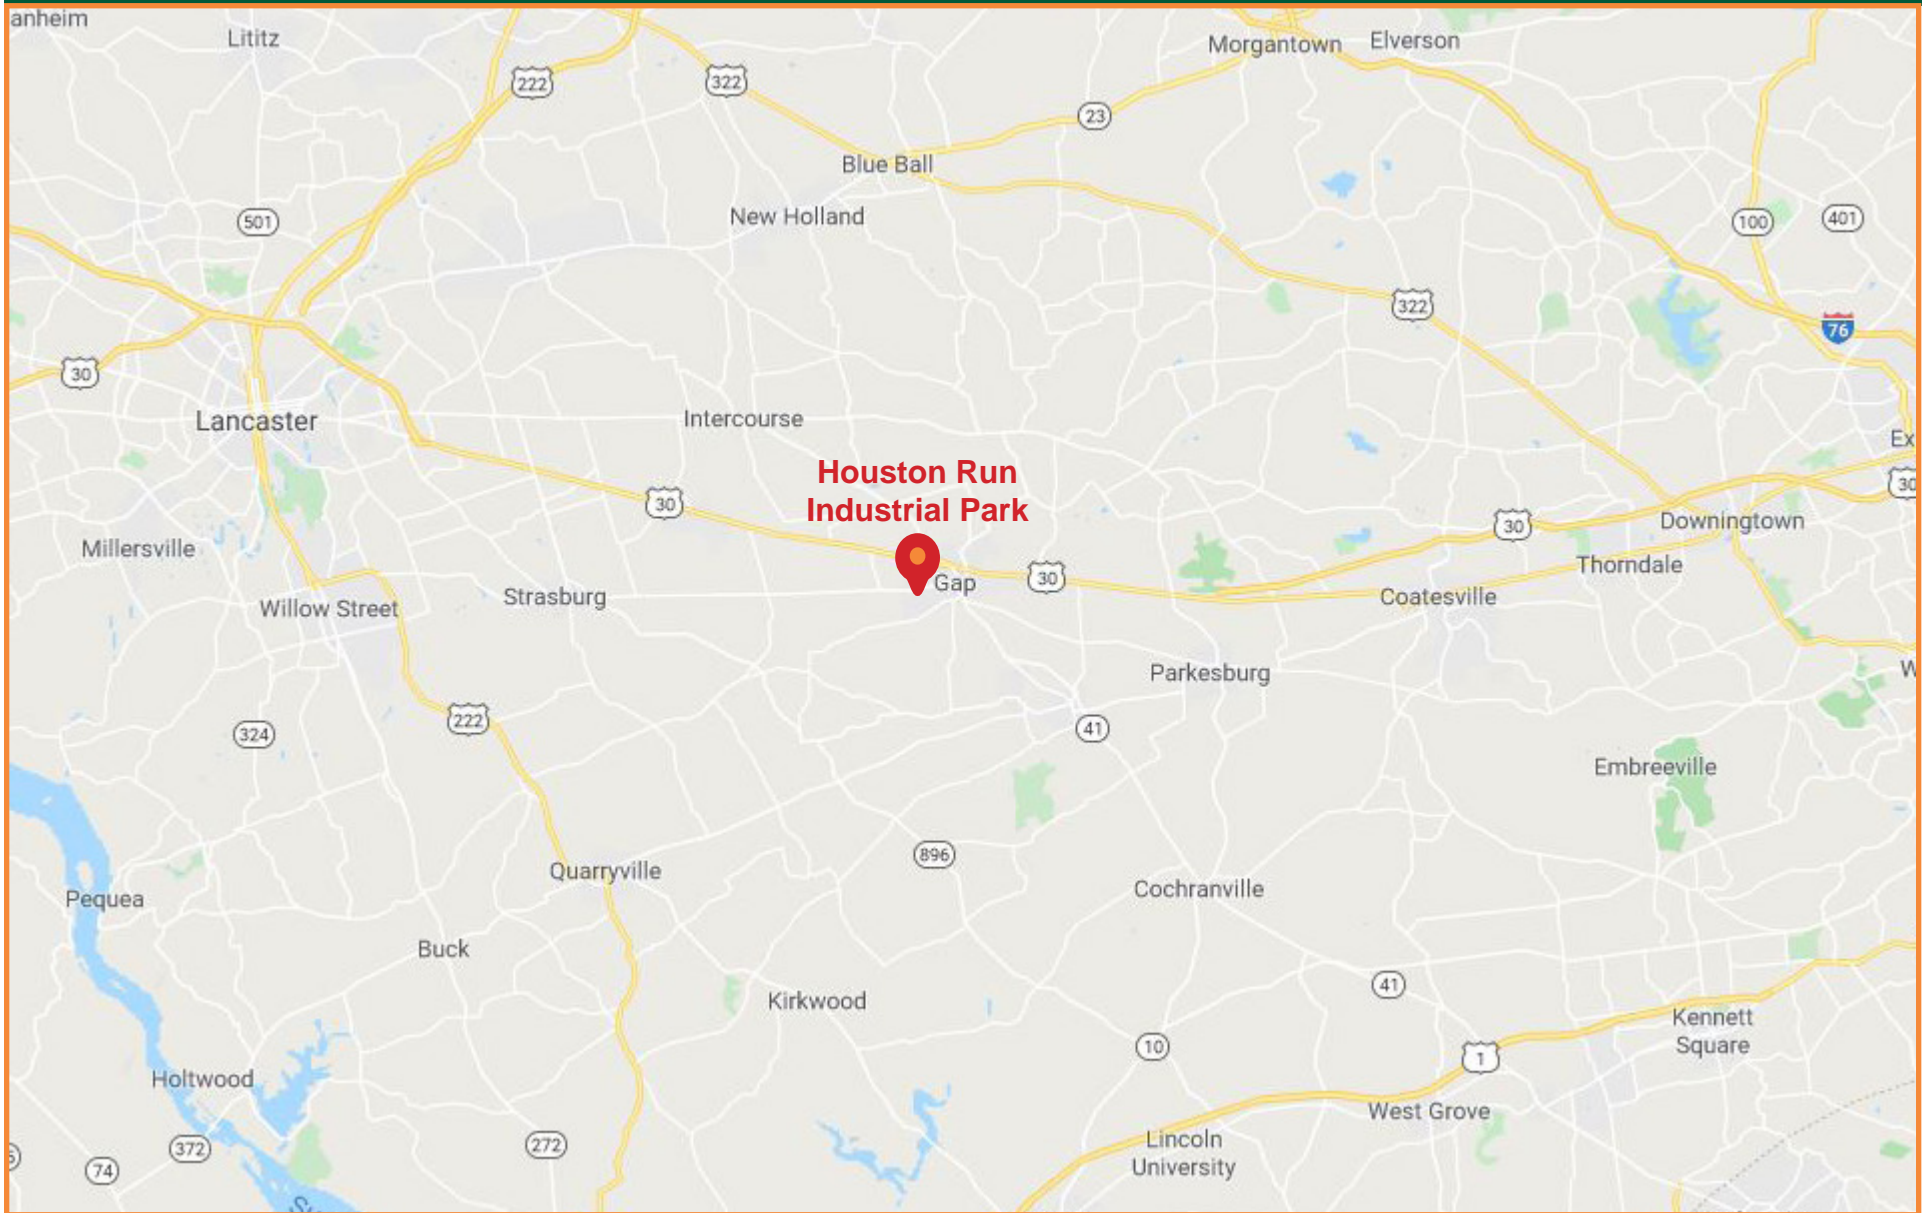 anheim
Lititz
Morgantown
Elverson
222
322
23
Blue Ball
New Holland
501
100
401
322
76
30
Lancaster
Intercourse
Ex
Houston Run
Industrial Park
30
30
30
Downingtown
Millersville
Thorndale
Gap
30
Willow Street
Strasburg
Coatesville
Parkesburg
W
222
324
41
Embreeville
896
Quarryville
Cochranville
Pequea
Buck
41
Kirkwood
Kennett
Square
10
1
Holtwood
West Grove
372
272
Lincoln
University
74